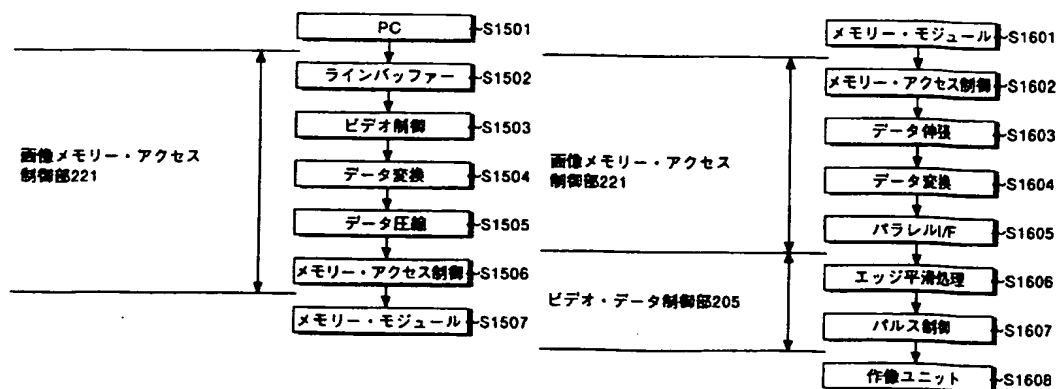 PC
S1501
ラインバッファー
S1502
ビデオ制御
S1503
データ変換
S1504
データ圧縮
S1505
メモリー・アクセス制御
S1506
メモリー・モジュール
S1507
画像メモリー・アクセス
制御部221
メモリー・モジュール
S1601
メモリー・アクセス制御
S1602
データ伸張
S1603
データ変換
S1604
パラレルI/F
S1605
エッジ平滑処理
S1606
パルス制御
S1607
作像ユニット
S1608
画像メモリー・アクセス
制御部221
ビデオ・データ制御部205